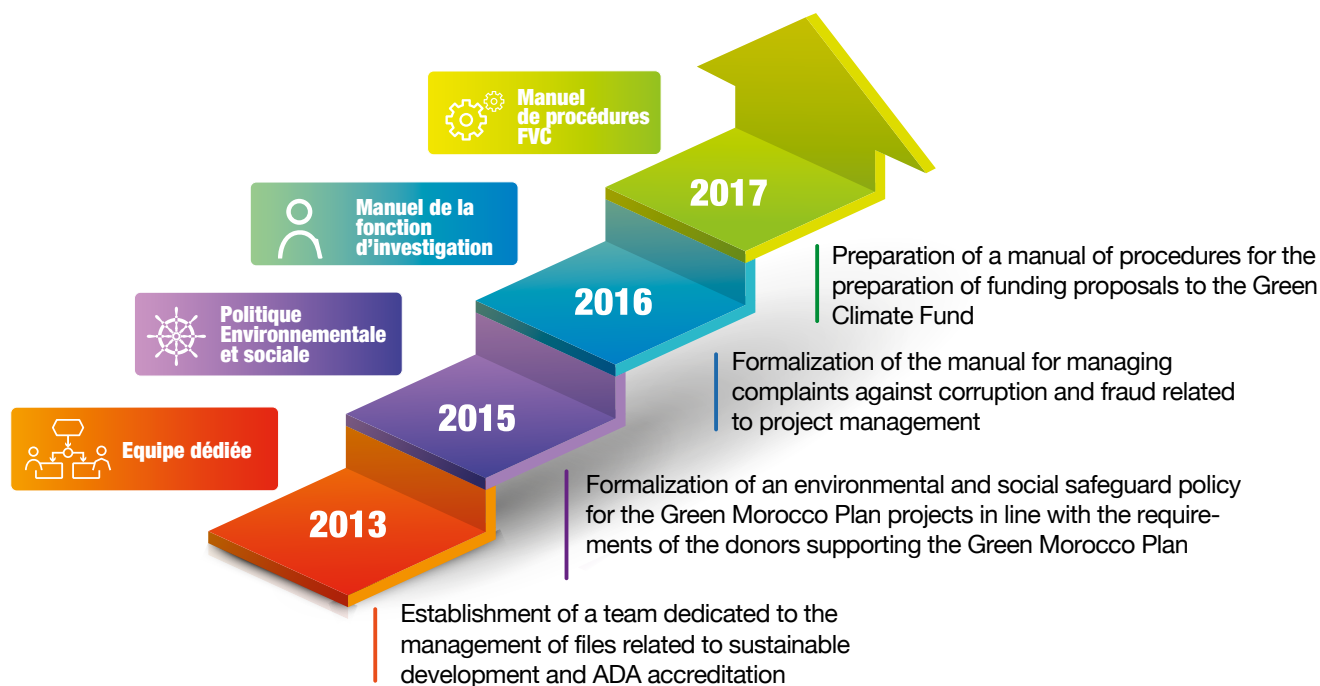 Manuel
de procédures
FVC
2017
Preparation of a manual of procedures for the
preparation of funding proposals to the Green
Climate Fund
Manuel de la
fonction
d'investigation
2016
Formalization of the manual for managing
complaints against corruption and fraud related
to project management
Politique
Environnementale
et sociale
2015
Formalization of an environmental and social safeguard policy
for the Green Morocco Plan projects in line with the require-
ments of the donors supporting the Green Morocco Plan
Equipe dédiée
2013
Establishment of a team dedicated to the
management of files related to sustainable
development and ADA accreditation